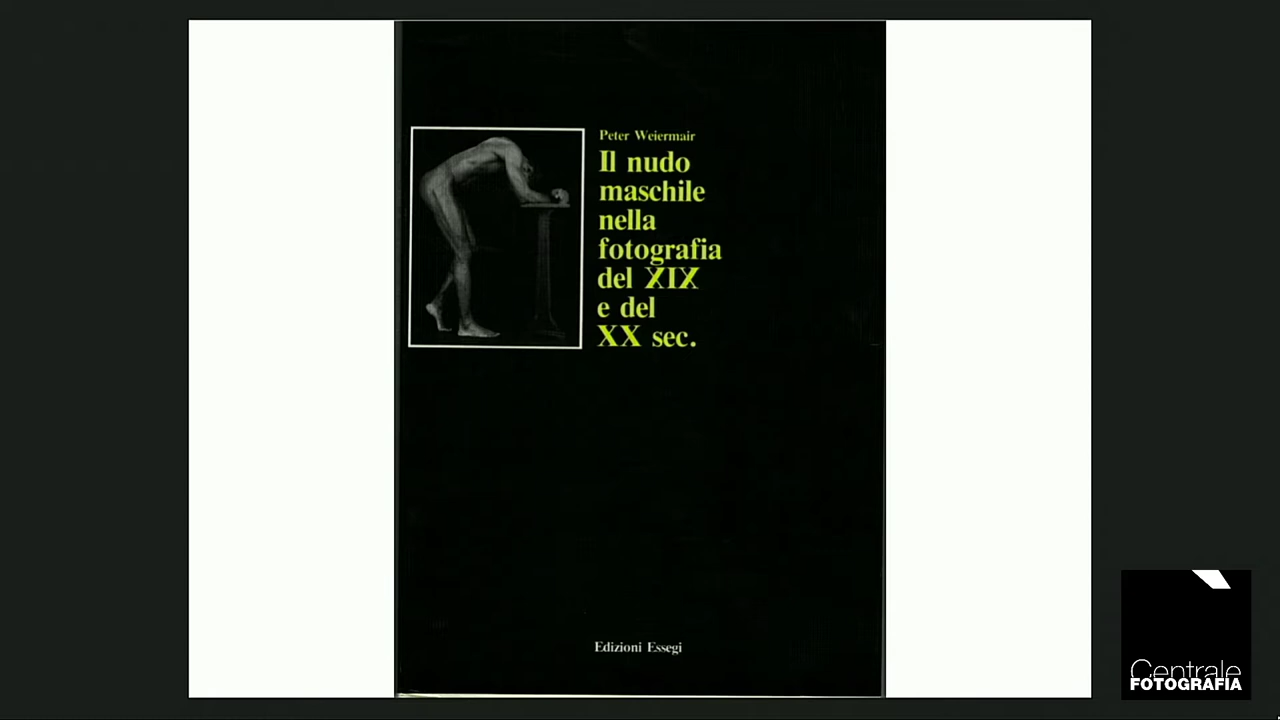 Peter Weiermair
Il nudo
maschile
nella
fotografia
del XIX
e del
XX sec.
Edizioni Essegi
Centrale
FOTOGRAFIA